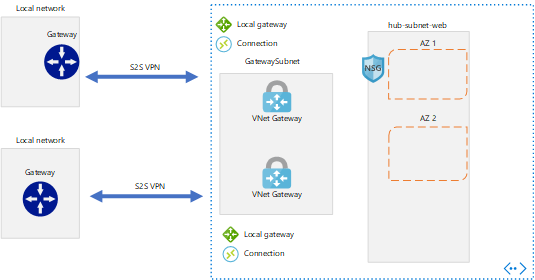 Local network
Gateway
S2S VPN
Local gateway
Connection
GatewaySubnet
VNet Gateway
VNet Gateway
Local gateway
Connection
hub-subnet-web
AZ 1
NSG
AZ 2
Local network
Gateway
S2S VPN